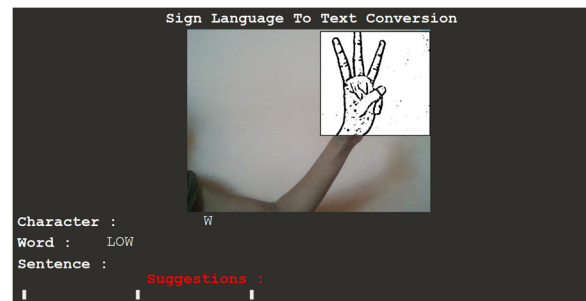 Sign Language To Text Conversion
Character : W
Word : LOW
Sentence :
Suggestions :